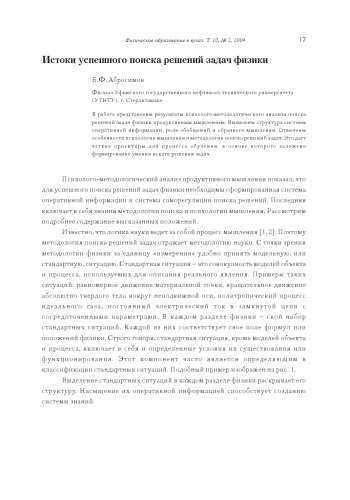 Физическое образование в вузах. Т. 10, № 2, 2004
17
Истоки успешного поиска решений задач физики
Б.Ф. Абросимов
Филиал Уфимского государственного нефтяного технического университета
(УГНТУ), г. Стерлитамак
В работе представлены результаты психолого-методологического анализа поиска
решений задач физики продуктивным мышлением. Выявлены структура системы
оперативной информации, роль обобщений и образного мышления. Отмечены
особенности психологии мышления и методологии поиска решений задач. Это дает
четкие ориентиры для процесса обучения, в основе которого заложено
формирование умения искать решения задач.
Психолого-методологический анализ продуктивного мышления показал, что
для успешного поиска решений задач физики необходимы сформированная система
оперативной информации и система саморегуляции поиска решений. Последняя
включает в себя знания методологии поиска и психологии мышления. Рассмотрим
подробнее содержание высказанных положений.
Известно, что логика науки ведет за собой процесс мышления [1,2]. Поэтому
методология поиска решений задач отражает методологию науки. С точки зрения
методологии физики за единицу «измерения» удобно принять модельную, или
стандартную, ситуацию. Стандартная ситуация – это совокупность моделей объекта
и процесса, используемых для описания реального явления. Примеры таких
ситуаций: равномерное движение материальной точки, вращательное движение
абсолютно твердого тела вокруг неподвижной оси, политропический процесс
идеального газа, постоянный электрический ток в замкнутой цепи с
сосредоточенными параметрами. В каждом разделе физики – свой набор
стандартных ситуаций. Каждой из них соответствует свое поле формул или
положений физики. Строго говоря, стандартная ситуация, кроме моделей объекта
и процесса, включает в себя и определенные условия их существования или
функционирования. Этот компонент часто является определяющим в
классификации стандартных ситуаций. Подобный пример изображен на рис. 1.
Выделение стандартных ситуаций в каждом разделе физики раскрывает его
структуру. Насыщение их оперативной информацией способствует созданию
системы знаний.